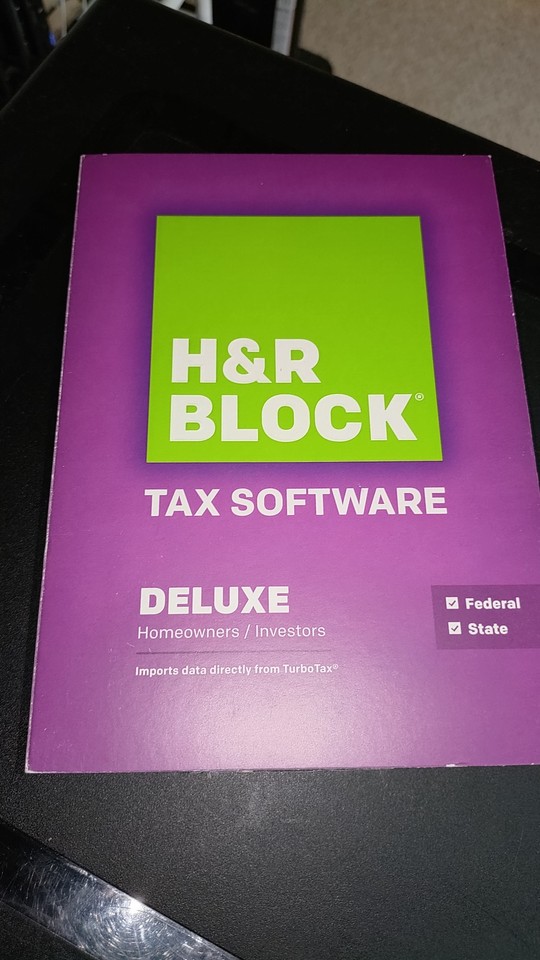 H&R
BLOCK®
TAX SOFTWARE
DELUXE
Homeowners / Investors
Imports data directly from TurboTax®
Federal
State